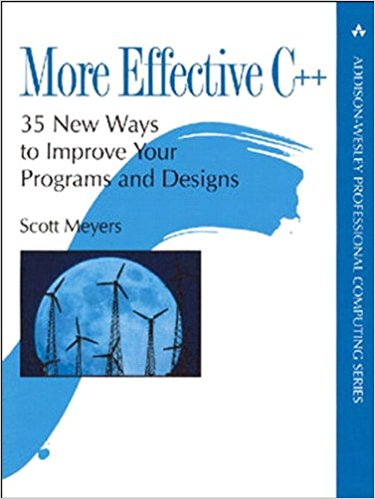 More Effective C++
35 New Ways
to Improve Your
Programs and Designs
Scott Meyers
ADDISON-WESLEY PROFESSIONAL COMPUTING SERIES